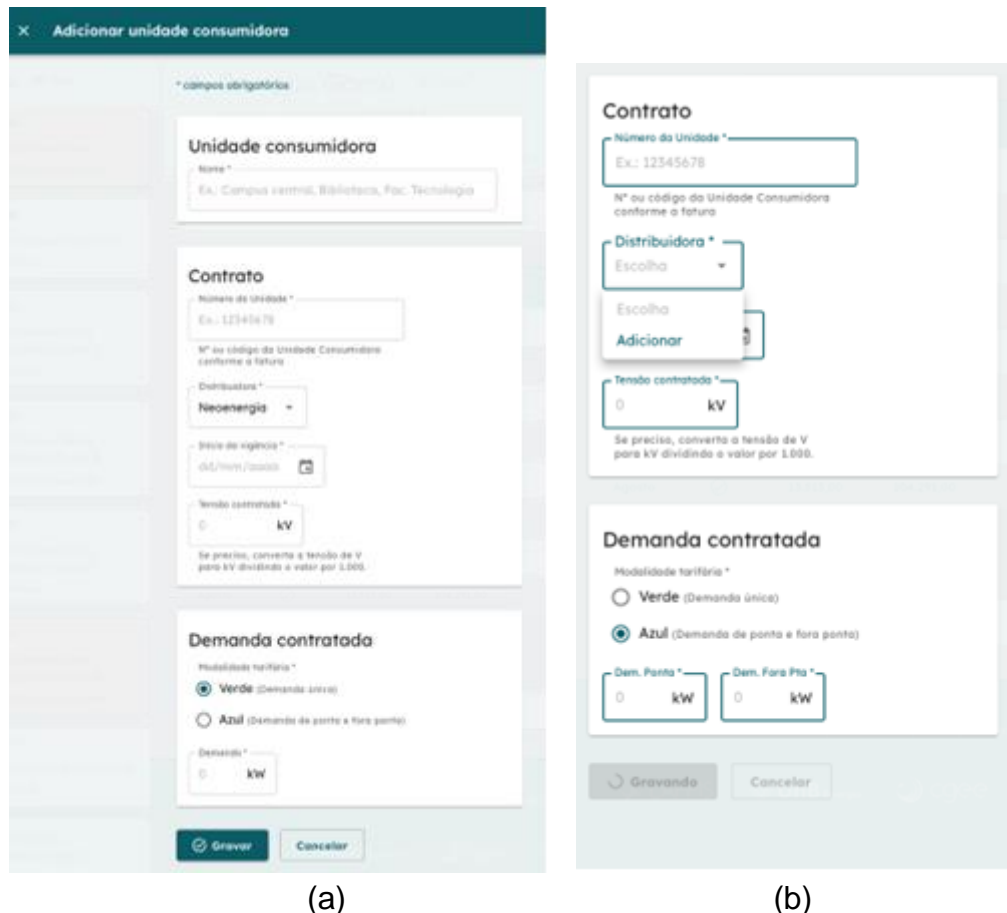 × Adicionar unidade consumidora
* campos obrigatórios
Unidade consumidora
Nome *
Ex.: Campus central, Biblioteca, Fac. Tecnologia
Contrato
Número da Unidade *
Ex.: 12345678
Nº ou código da Unidade Consumidora
conforme a fatura
Distribuidora *
Neoenergia
Início da vigência *
dd/mm/aaaa
Tensão contratada *
0 kV
Se preciso, converta a tensão de V
para kV dividindo o valor por 1.000.
Demanda contratada
Modalidade tarifária *
Verde (Demanda única)
Azul (Demanda de ponta e fora ponta)
Demanda *
0 kW
Gravar Cancelar
(a)
Contrato
Número da Unidade *
Ex.: 12345678
Nº ou código da Unidade Consumidora
conforme a fatura
Distribuidora *
Escolha
Escolha
Adicionar
Tensão contratada *
0 kV
Se preciso, converta a tensão de V
para kV dividindo o valor por 1.000.
Demanda contratada
Modalidade tarifária *
Verde (Demanda única)
Azul (Demanda de ponta e fora ponta)
Dem. Ponta * Dem. Fora Pta *
0 kW 0 kW
Gravando Cancelar
(b)